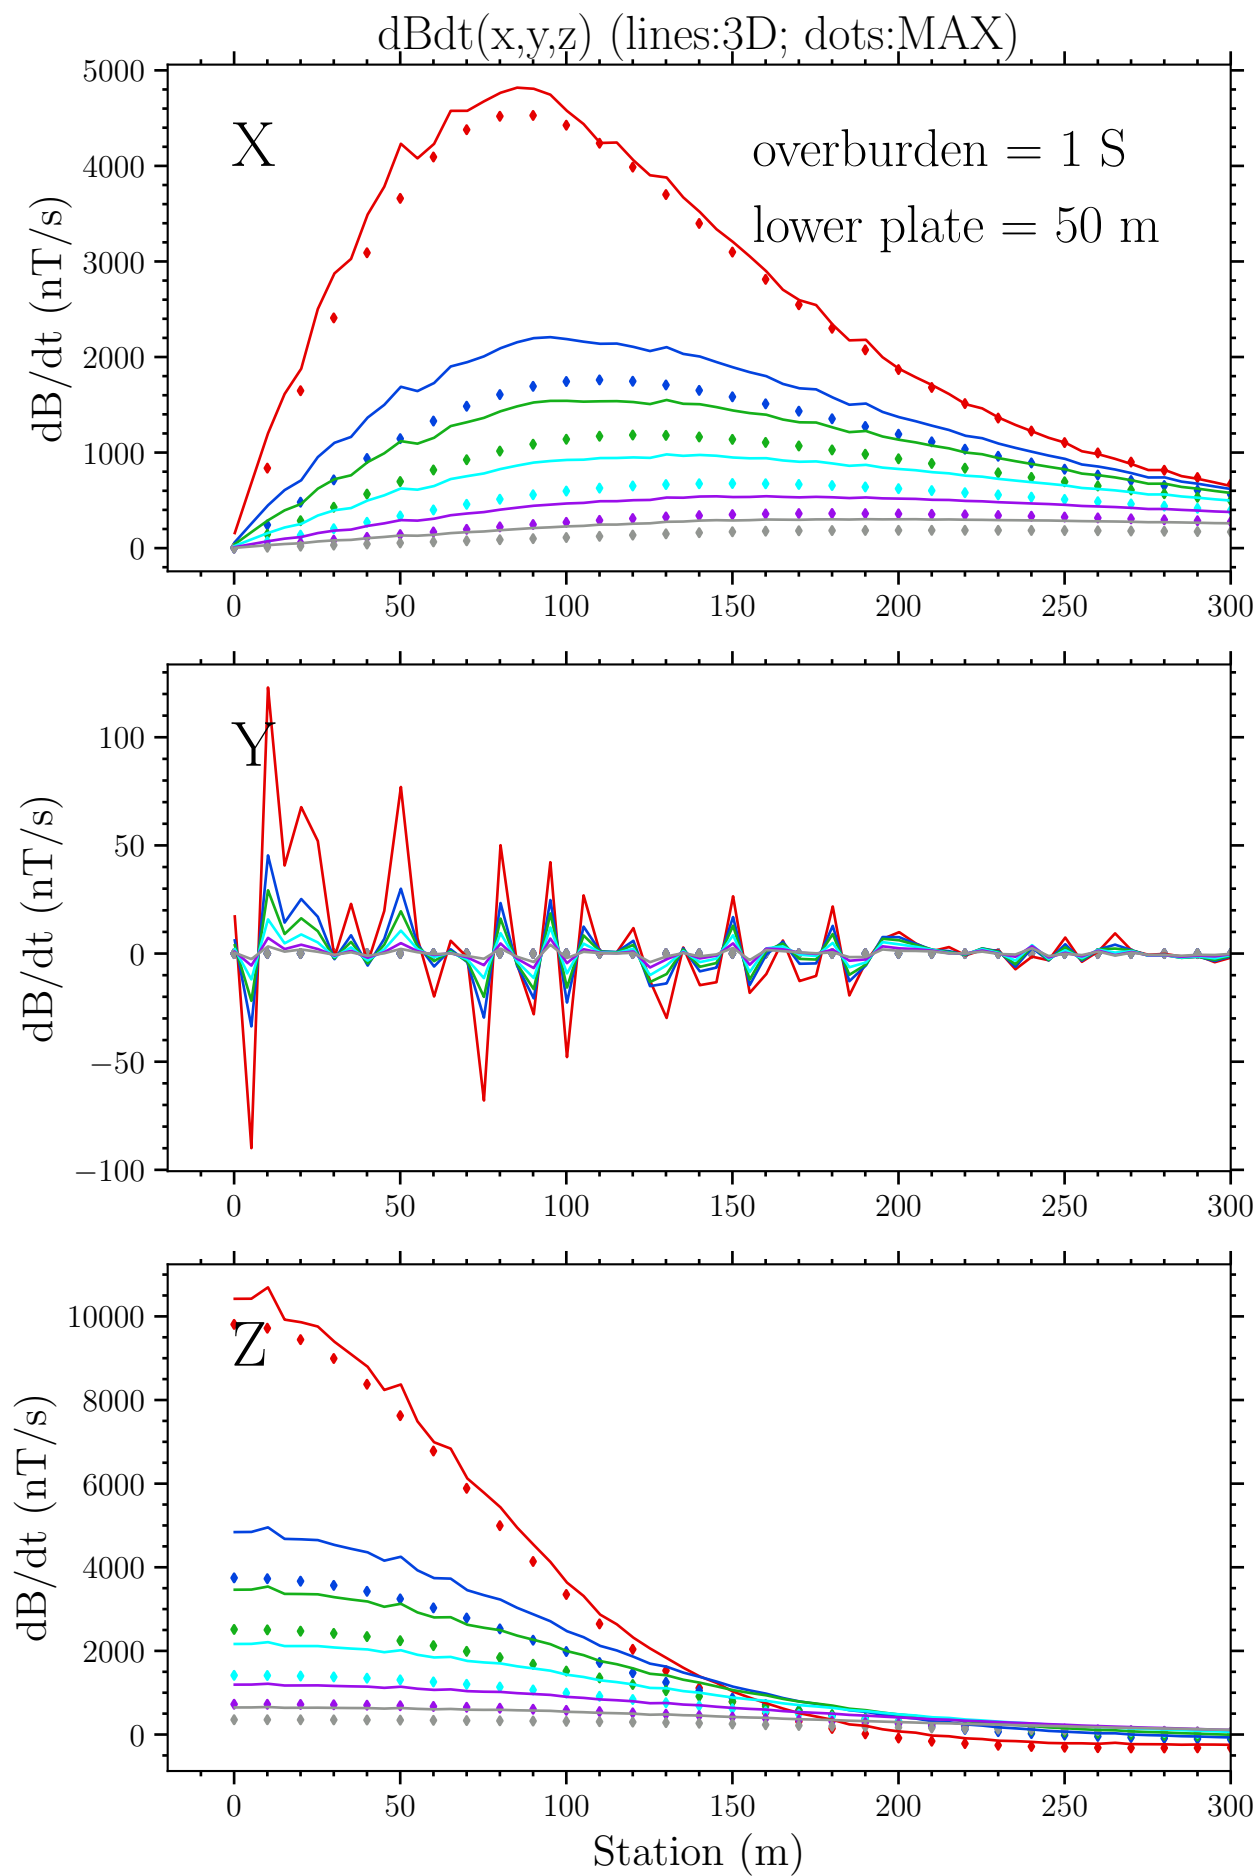 dBdt(x,y,z) (lines:3D; dots:MAX)
5000
4000
3000
2000
1000
0
dB/dt (nT/s)
X
overburden = 1 S
lower plate = 50 m
0 50 100 150 200 250 300
100
50
0
−50
−100
dB/dt (nT/s)
Y
0 50 100 150 200 250 300
10000
8000
6000
4000
2000
0
dB/dt (nT/s)
Z
0 50 100 150 200 250 300
Station (m)